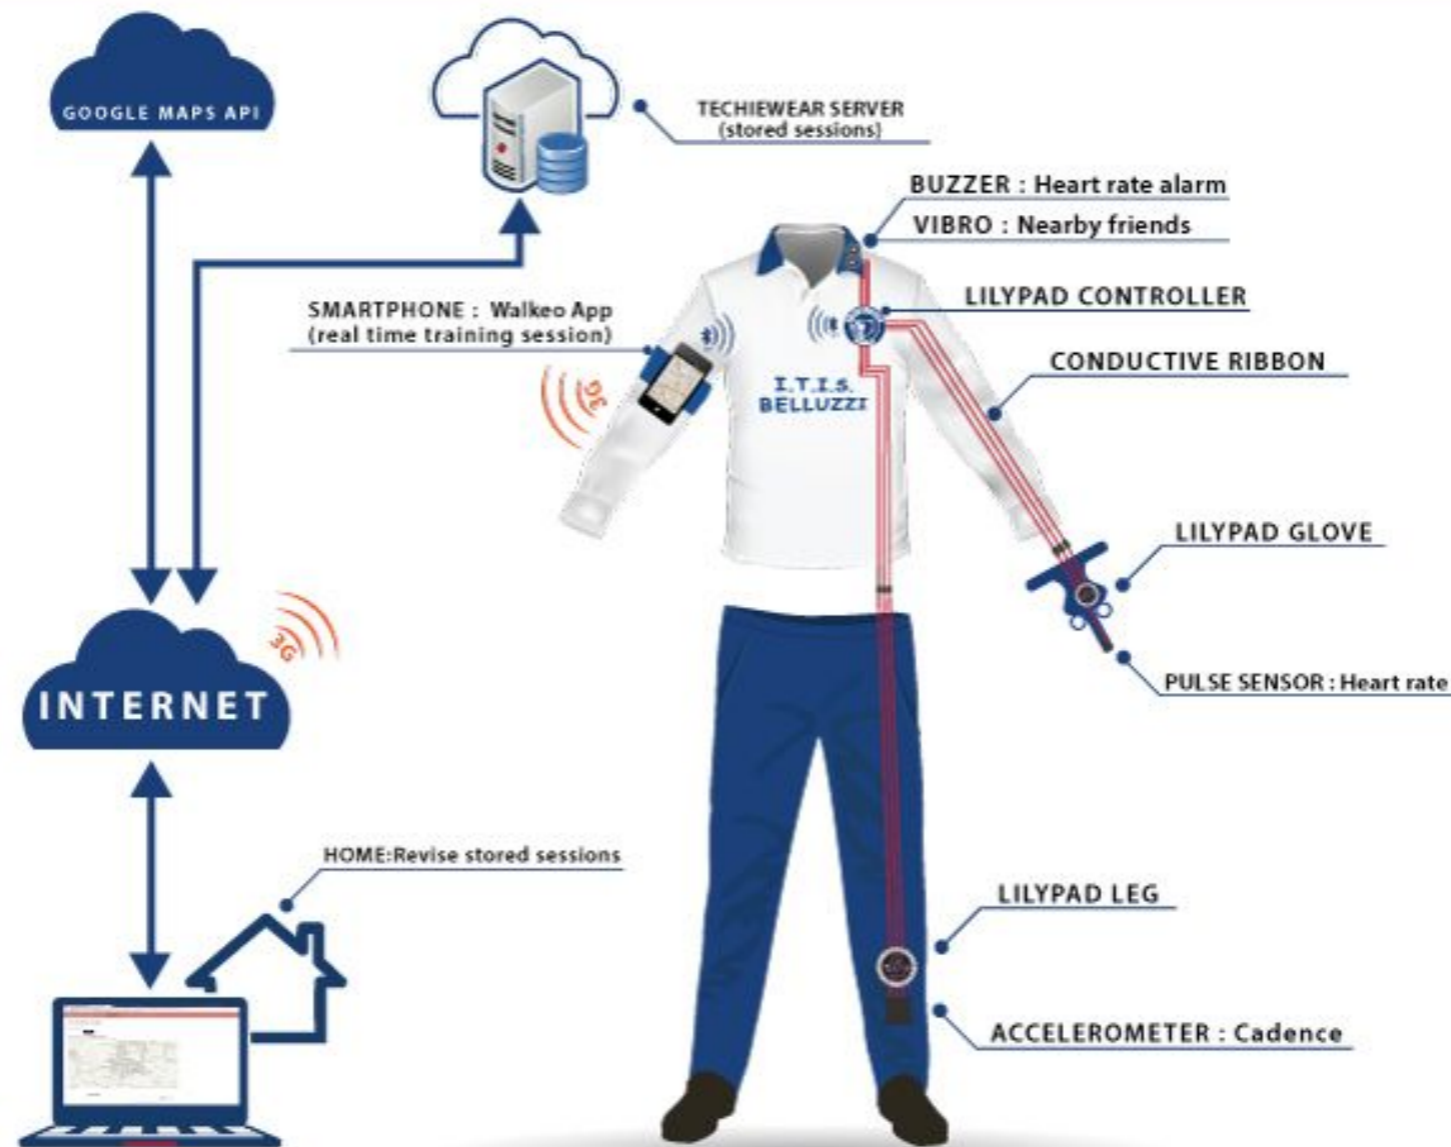 GOOGLE MAPS API
TECHIEWEAR SERVER
(stored sessions)
BUZZER : Heart rate alarm
VIBRO : Nearby friends
LILYPAD CONTROLLER
SMARTPHONE : Walkeo App
(real time training session)
CONDUCTIVE RIBBON
3G
I.T.I.S.
BELLUZZI
LILYPAD GLOVE
3G
INTERNET
PULSE SENSOR : Heart rate
HOME:Revise stored sessions
LILYPAD LEG
ACCELEROMETER : Cadence